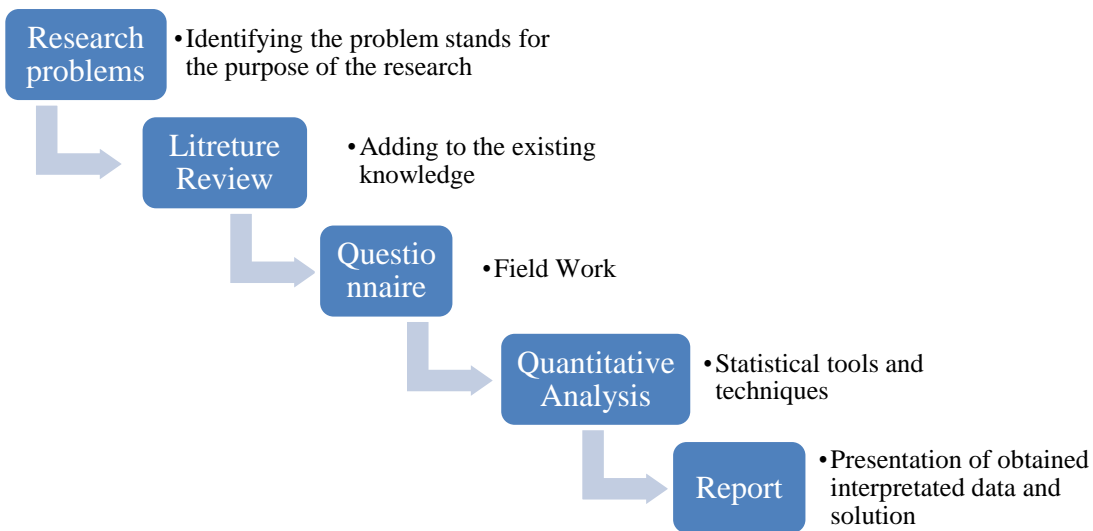 Research
problems
•Identifying the problem stands for
the purpose of the research
Litreture
Review
•Adding to the existing
knowledge
Questio
nnaire
•Field Work
Quantitative
Analysis
•Statistical tools and
techniques
Report
•Presentation of obtained
interpretated data and
solution